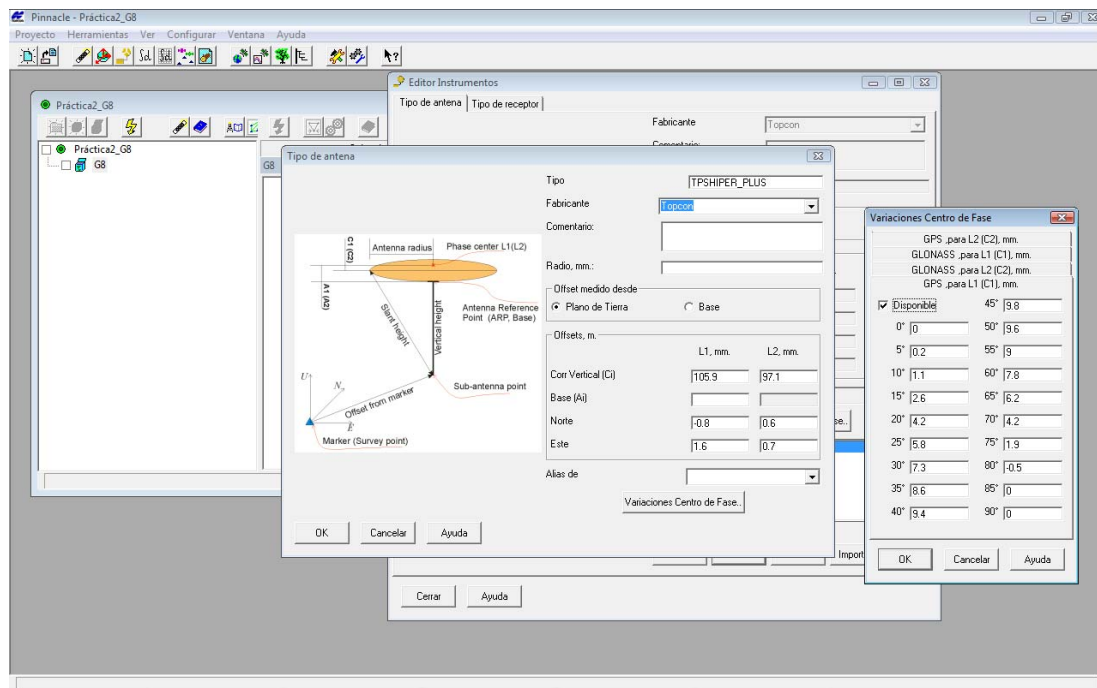 Pinnacle - Práctica2_G8
Proyecto Herramientas Ver Configurar Ventana Ayuda
Práctica2_G8
Práctica2_G8
G8
G8
Editor Instrumentos
Tipo de antena Tipo de receptor
Fabricante Topcon
Comentario:
Import
Cerrar Ayuda
Tipo de antena
Tipo TPSHIPER_PLUS
Fabricante Topcon
Comentario:
Radio, mm.:
Offset medido desde
Plano de Tierra Base
Offsets, m.
L1, mm. L2, mm.
Corr Vertical (Ci) 105.9 97.1
Base (Ai)
Norte -0.8 0.6
Este 1.6 0.7
Alias de
Variaciones Centro de Fase..
OK Cancelar Ayuda
C1 (C2)
Antenna radius
Phase center L1(L2)
A1 (A2)
Slant height
Vertical height
Antenna Reference
Point (ARP, Base)
U
N
E
Offset from marker
Sub-antenna point
Marker (Survey point)
Variaciones Centro de Fase
GPS ,para L2 (C2), mm.
GLONASS ,para L1 (C1), mm.
GLONASS ,para L2 (C2), mm.
GPS ,para L1 (C1), mm.
Disponible 45° 9.8
0° 0 50° 9.6
5° 0.2 55° 9
10° 1.1 60° 7.8
15° 2.6 65° 6.2
20° 4.2 70° 4.2
25° 5.8 75° 1.9
30° 7.3 80° -0.5
35° 8.6 85° 0
40° 9.4 90° 0
OK Cancelar Ayuda